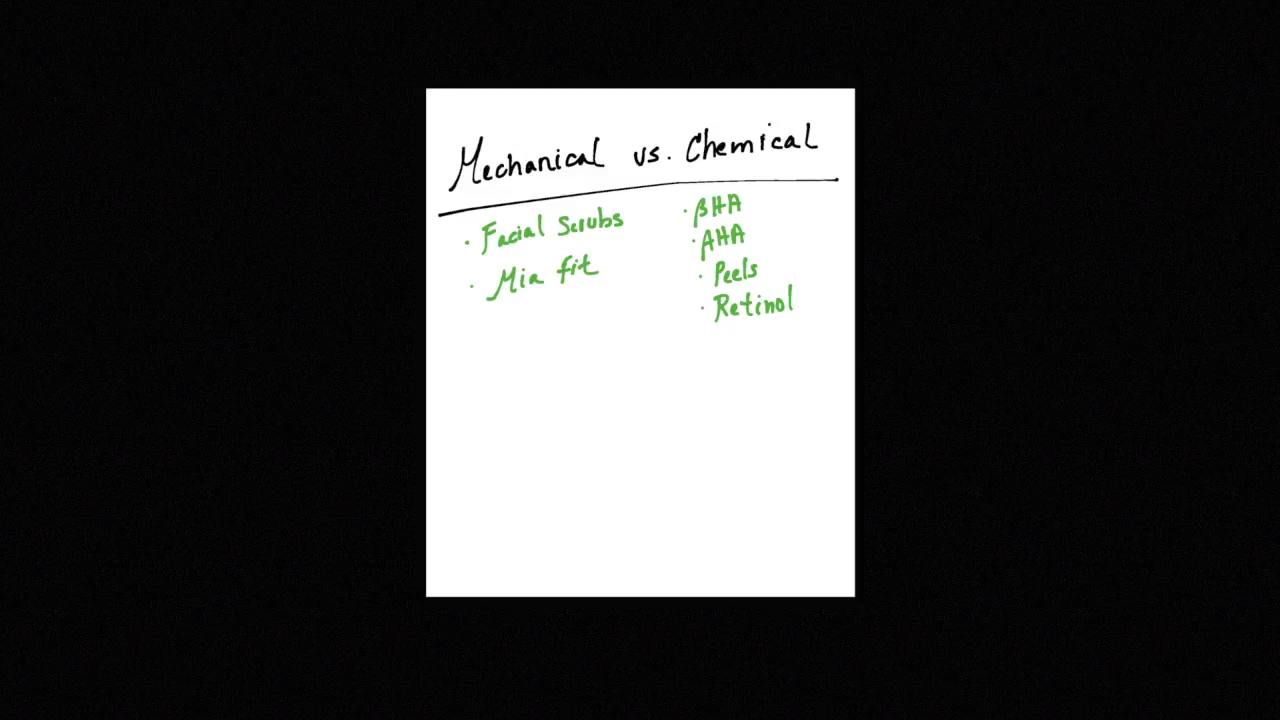 Mechanical vs. Chemical
· Facial Scrubs
· Mia fit
· βHA
· AHA
· Peels
· Retinol